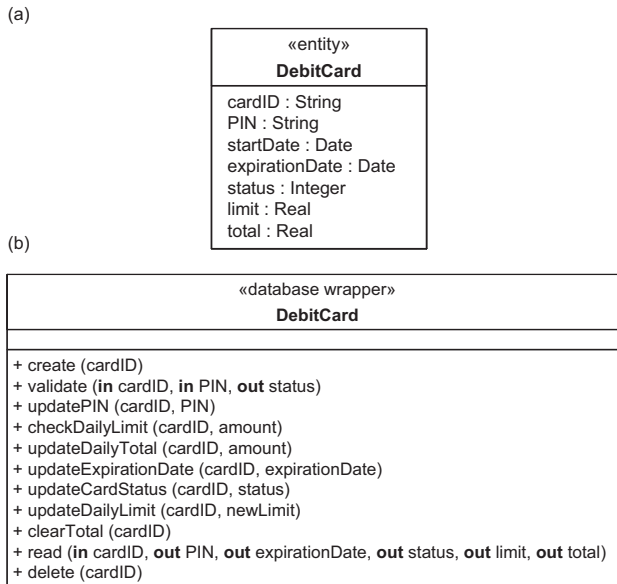 (a)
«entity»
DebitCard
cardID : String
PIN : String
startDate : Date
expirationDate : Date
status : Integer
limit : Real
total : Real
(b)
«database wrapper»
DebitCard
+ create (cardID)
+ validate (in cardID, in PIN, out status)
+ updatePIN (cardID, PIN)
+ checkDailyLimit (cardID, amount)
+ updateDailyTotal (cardID, amount)
+ updateExpirationDate (cardID, expirationDate)
+ updateCardStatus (cardID, status)
+ updateDailyLimit (cardID, newLimit)
+ clearTotal (cardID)
+ read (in cardID, out PIN, out expirationDate, out status, out limit, out total)
+ delete (cardID)